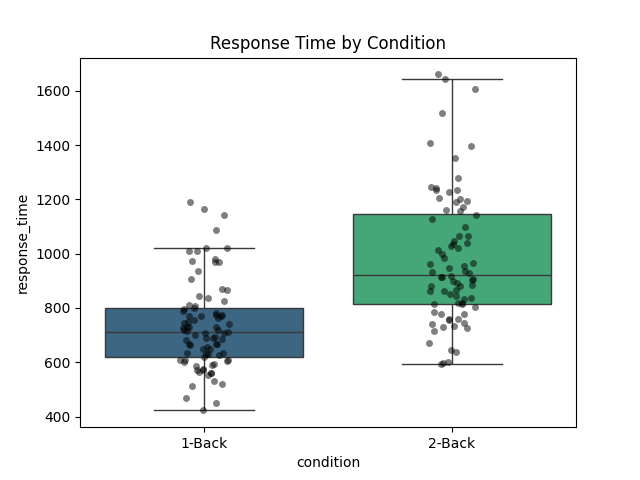 Response Time by Condition
1600
1400
1200
1000
800
600
400
response_time
1-Back
2-Back
condition